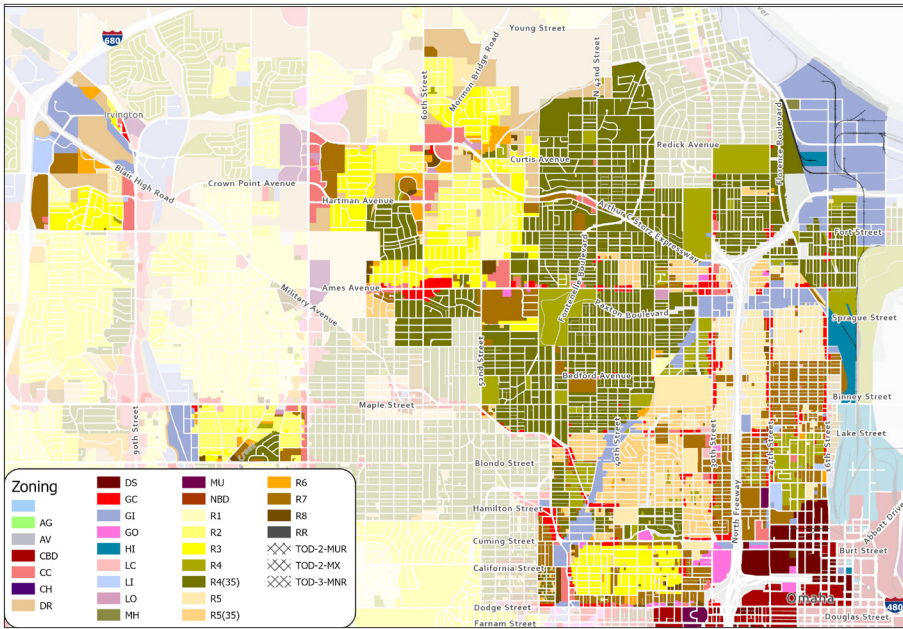 Young Street
680
Mormon Bridge Road
60th Street
N 42nd Street
Irvington
Florence Boulevard
Redick Avenue
Curtis Avenue
Blair High Road
Crown Point Avenue
Hartman Avenue
Arthur C Storz Expressway
Fort Street
Fontenelle Boulevard
Ames Avenue
Military Avenue
Paxton Boulevard
Sprague Street
52nd Street
Bedford Avenue
Binney Street
Maple Street
90th Street
Lake Street
30th Street
24th Street
16th Street
Blondo Street
Zoning
AG
AV
CBD
CC
CH
DR
DS
GC
GI
GO
HI
LC
LI
LO
MH
MU
NBD
R1
R2
R3
R4
R4(35)
R5
R5(35)
R6
R7
R8
RR
TOD-2-MUR
TOD-2-MX
TOD-3-MNR
Hamilton Street
North Freeway
Abbott Drive
Cuming Street
Burt Street
California Street
Omaha
Dodge Street
480
Farnam Street
Douglas Street